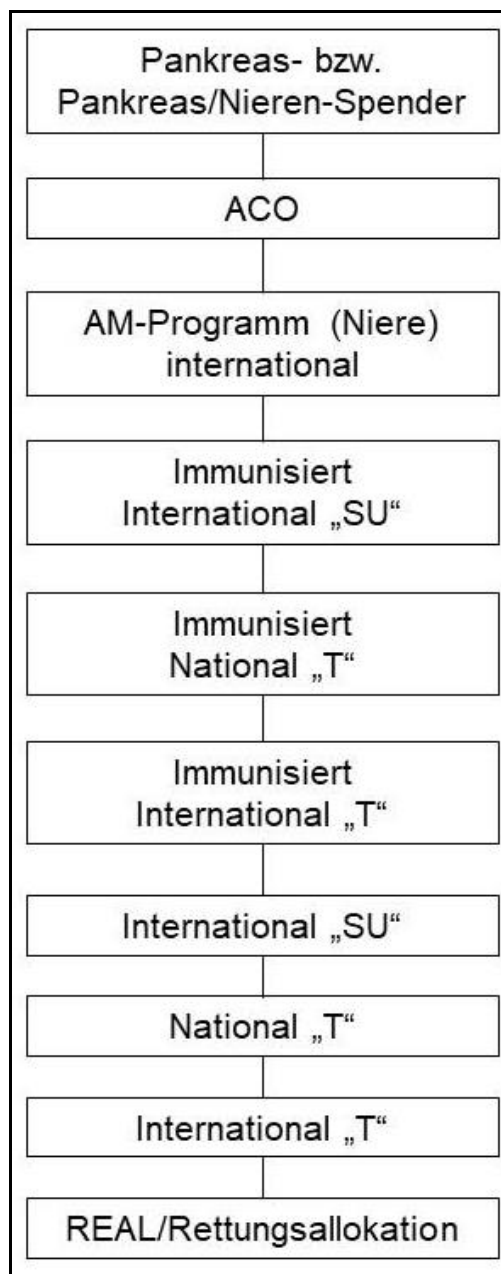 Pankreas- bzw.
Pankreas/Nieren-Spender
ACO
AM-Programm (Niere)
international
Immunisiert
International „SU“
Immunisiert
National „T“
Immunisiert
International „T“
International „SU“
National „T“
International „T“
REAL/Rettungsallokation